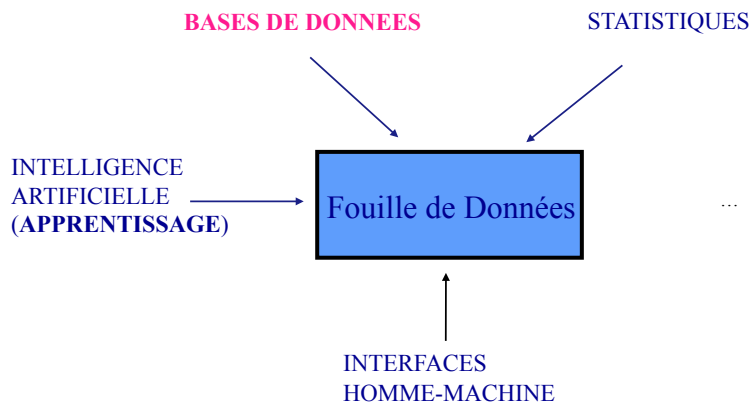 BASES DE DONNEES
STATISTIQUES
INTELLIGENCE
ARTIFICIELLE
(APPRENTISSAGE)
Fouille de Données
...
INTERFACES
HOMME-MACHINE